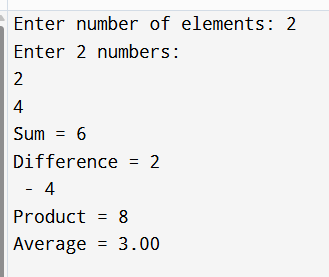 Enter number of elements: 2
Enter 2 numbers:
2
4
Sum = 6
Difference = 2
 - 4
Product = 8
Average = 3.00